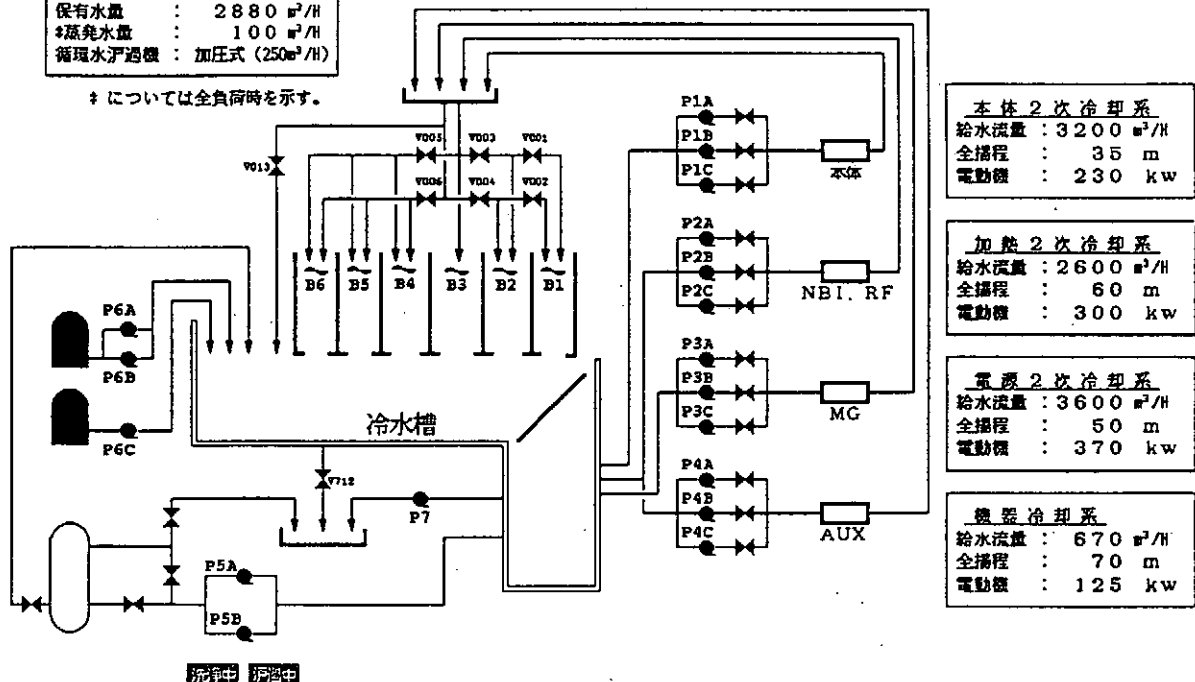 保有水量 : 2880 m³/H
*蒸発水量 : 100 m³/H
循環水沪過機 : 加圧式 (250m³/H)
* については全負荷時を示す。
V005
V003
V001
V013
V006
V004
V002
B6
B5
B4
B3
B2
B1
P6A
P6B
P6C
冷水槽
V712
P7
P5A
P5B
洗浄中 沪過中
P1A
P1B
P1C
本体
P2A
P2B
P2C
NBI, RF
P3A
P3B
P3C
MG
P4A
P4B
P4C
AUX
本体2次冷却系
給水流量 : 3200 m³/H
全揚程 : 35 m
電動機 : 230 kw
加熱2次冷却系
給水流量 : 2600 m³/H
全揚程 : 60 m
電動機 : 300 kw
電源2次冷却系
給水流量 : 3600 m³/H
全揚程 : 50 m
電動機 : 370 kw
機器冷却系
給水流量 : 670 m³/H
全揚程 : 70 m
電動機 : 125 kw